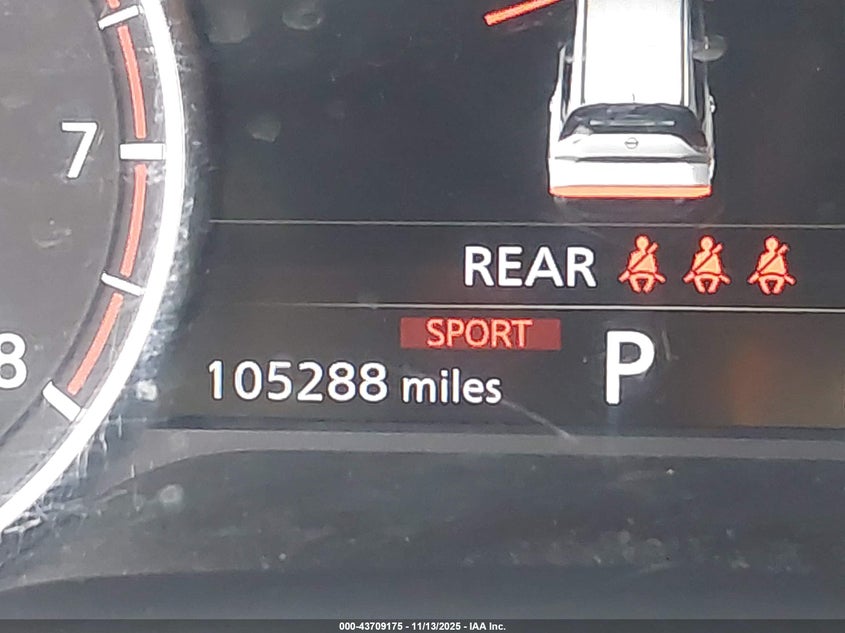 7
REAR
SPORT
8
105288 miles P
000-43709175 - 11/13/2025 - IAA Inc.